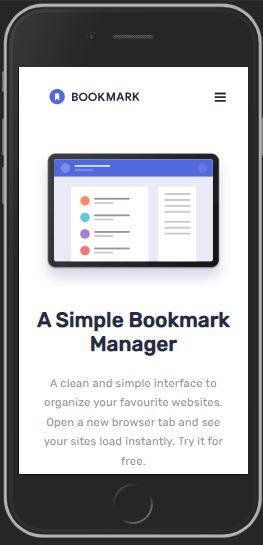 BOOKMARK
A Simple Bookmark
Manager
A clean and simple interface to
organize your favourite websites.
Open a new browser tab and see
your sites load instantly. Try it for
free.